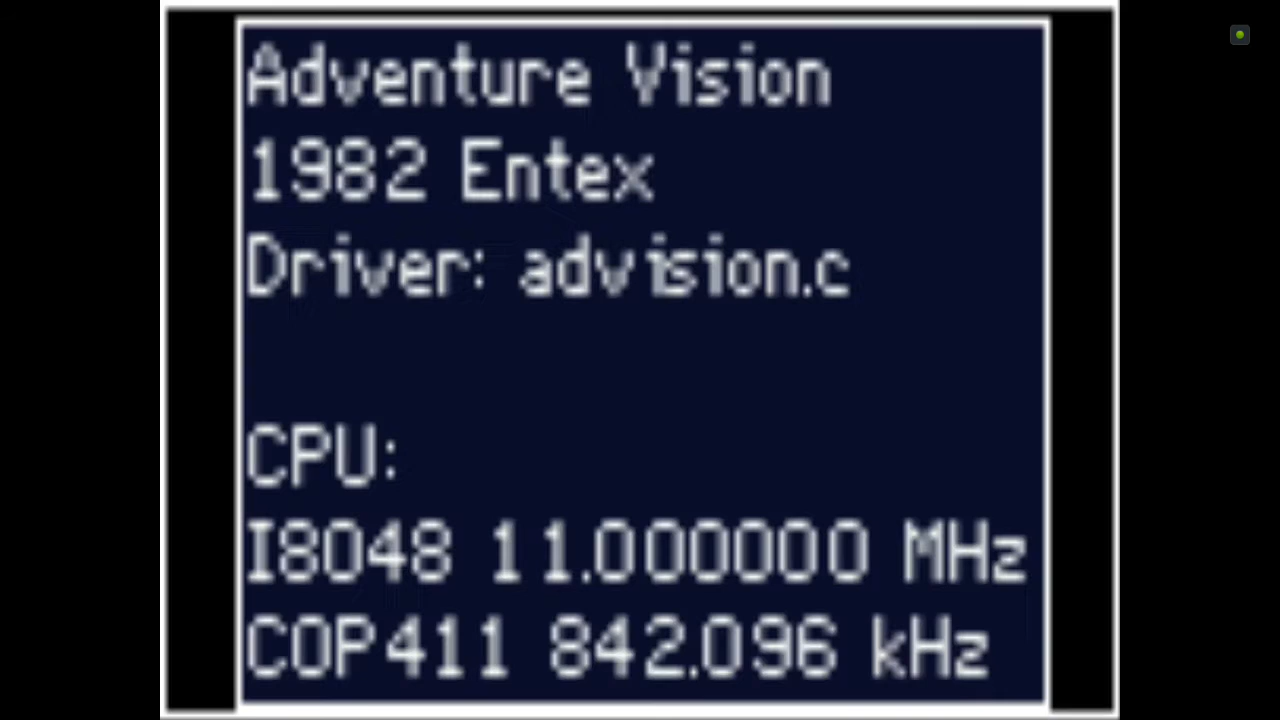 Adventure Vision
1982 Entex
Driver: advision.c
CPU:
I8048 11.000000 MHz
COP411 842.096 kHz